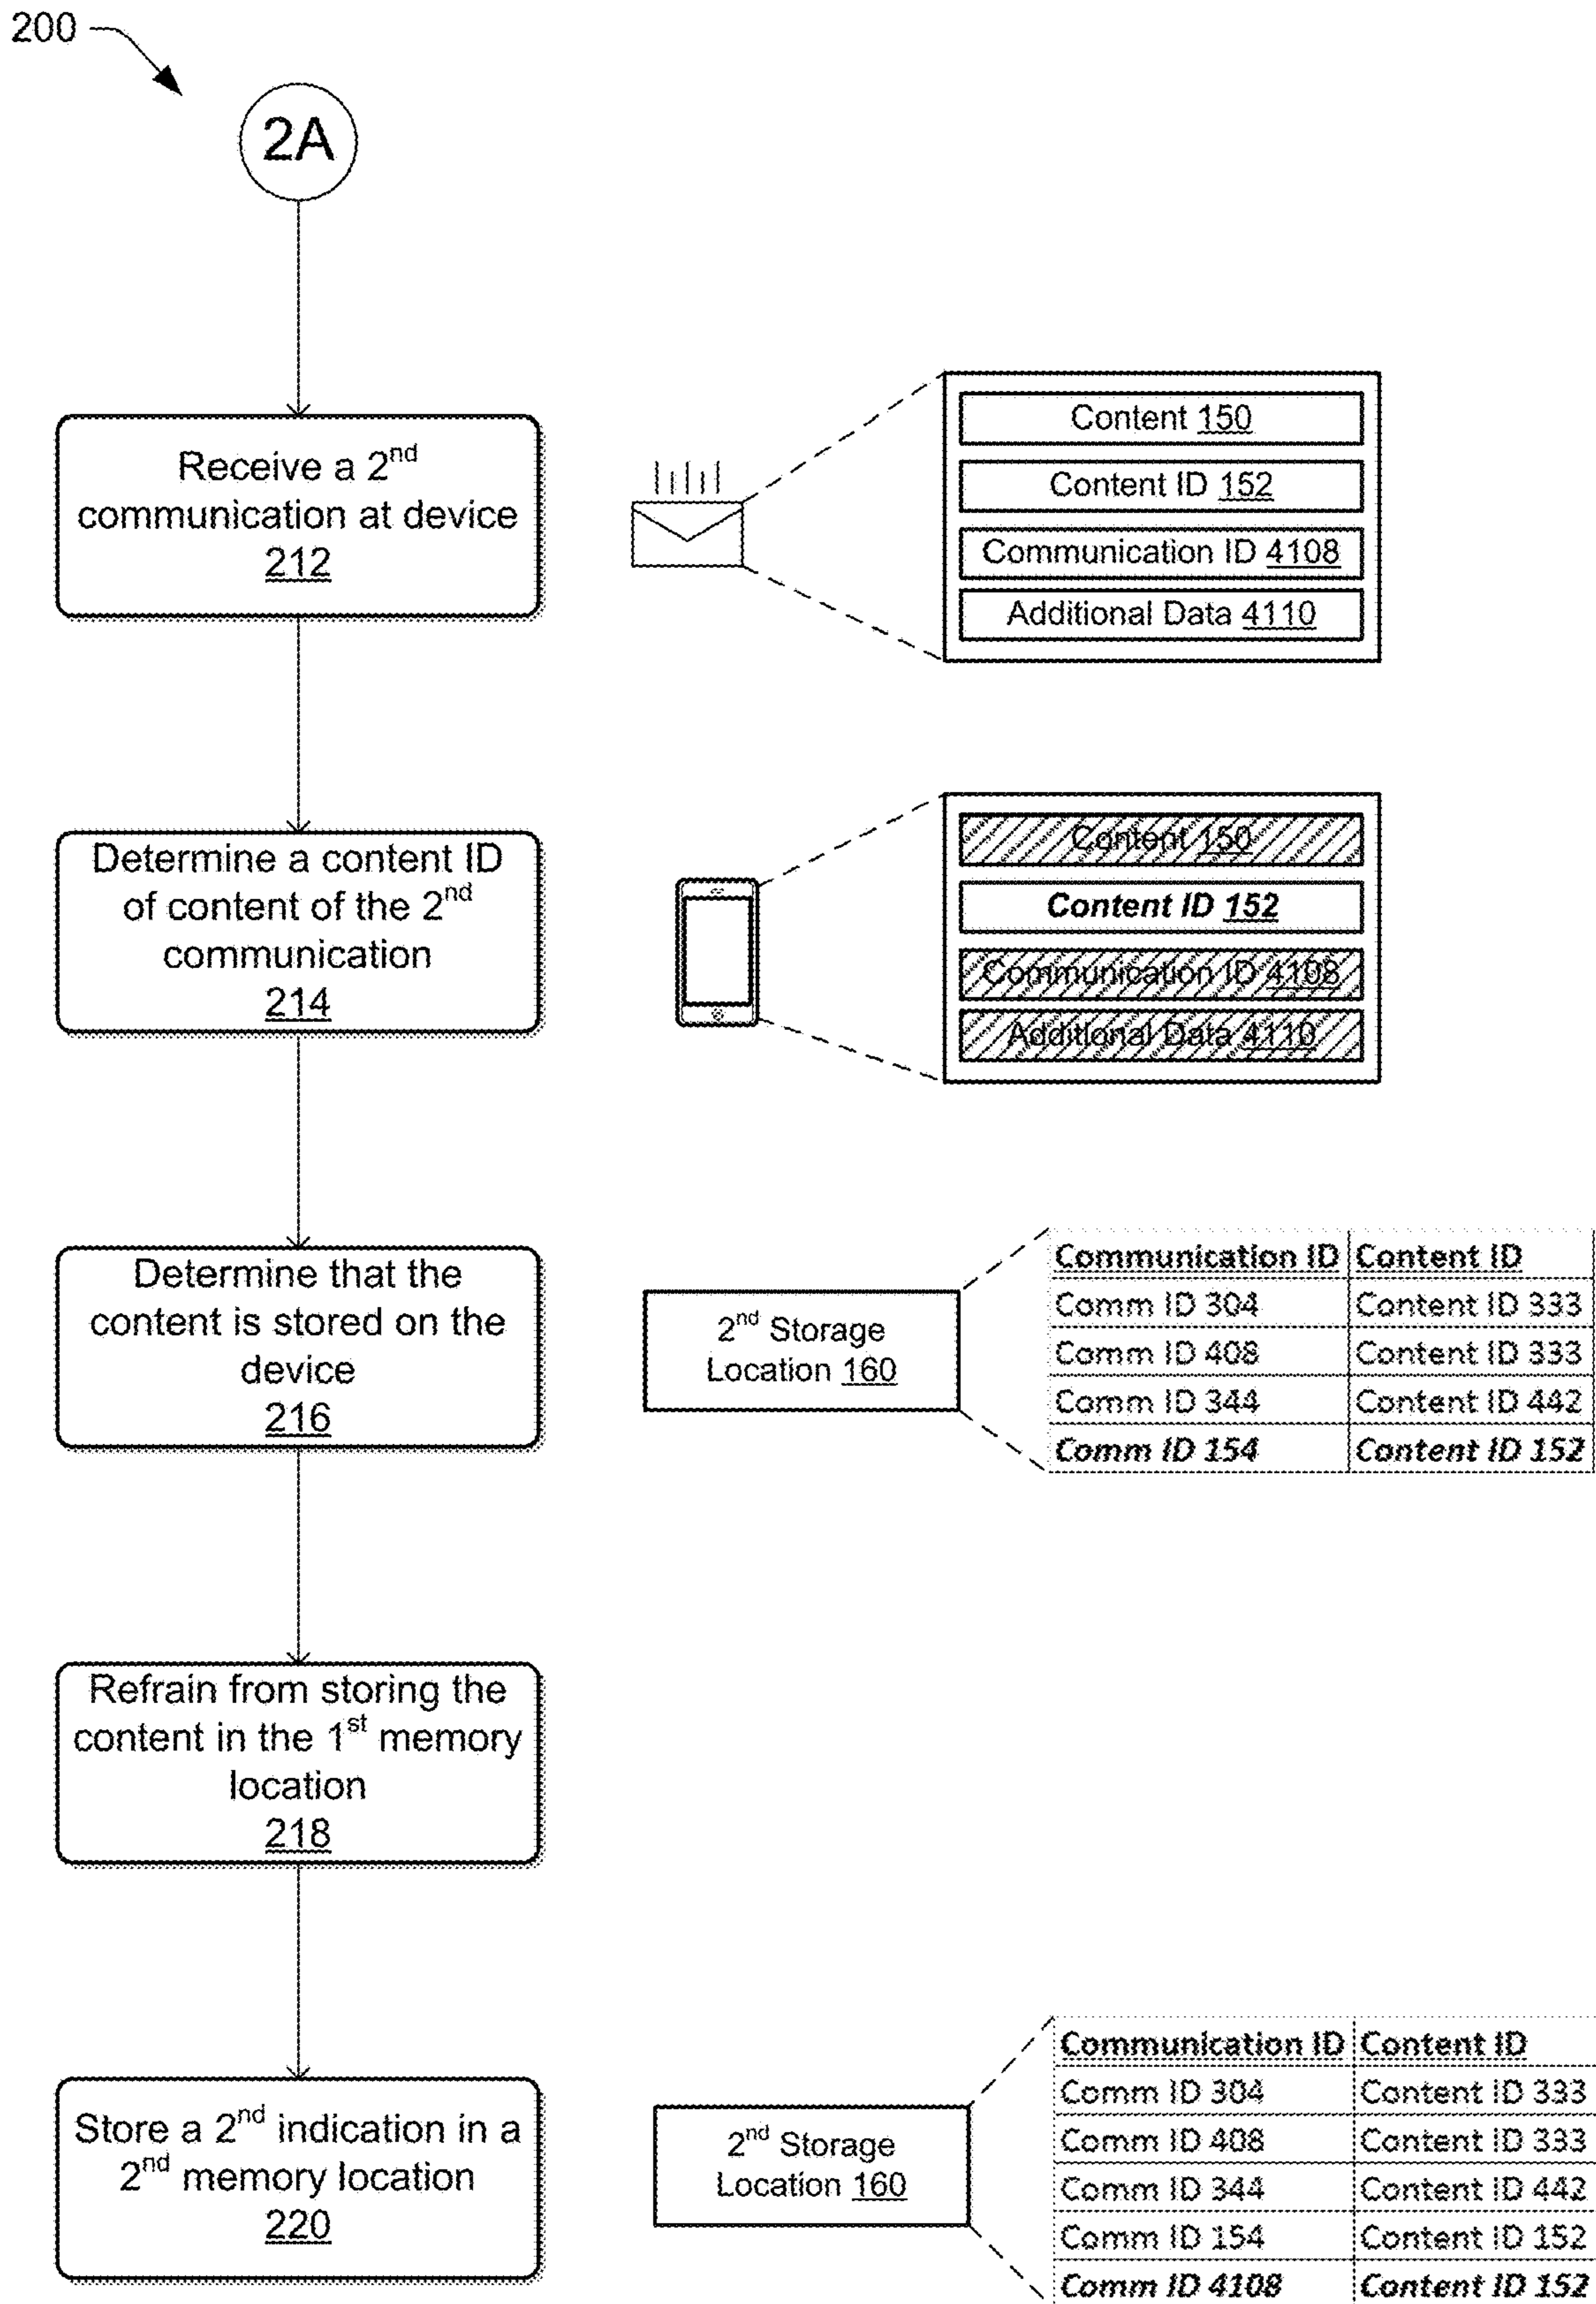 200
2A
Receive a 2nd
communication at device
212
Content 150
Content ID 152
Communication ID 4108
Additional Data 4110
Determine a content ID
of content of the 2nd
communication
214
Content 150
Content ID 152
Communication ID 4108
Additional Data 4110
Determine that the
content is stored on the
device
216
2nd Storage
Location 160
Communication ID Content ID
Comm ID 304 Content ID 333
Comm ID 408 Content ID 333
Comm ID 344 Content ID 442
Comm ID 154 Content ID 152
Refrain from storing the
content in the 1st memory
location
218
Store a 2nd indication in a
2nd memory location
220
2nd Storage
Location 160
Communication ID Content ID
Comm ID 304 Content ID 333
Comm ID 408 Content ID 333
Comm ID 344 Content ID 442
Comm ID 154 Content ID 152
Comm ID 4108 Content ID 152